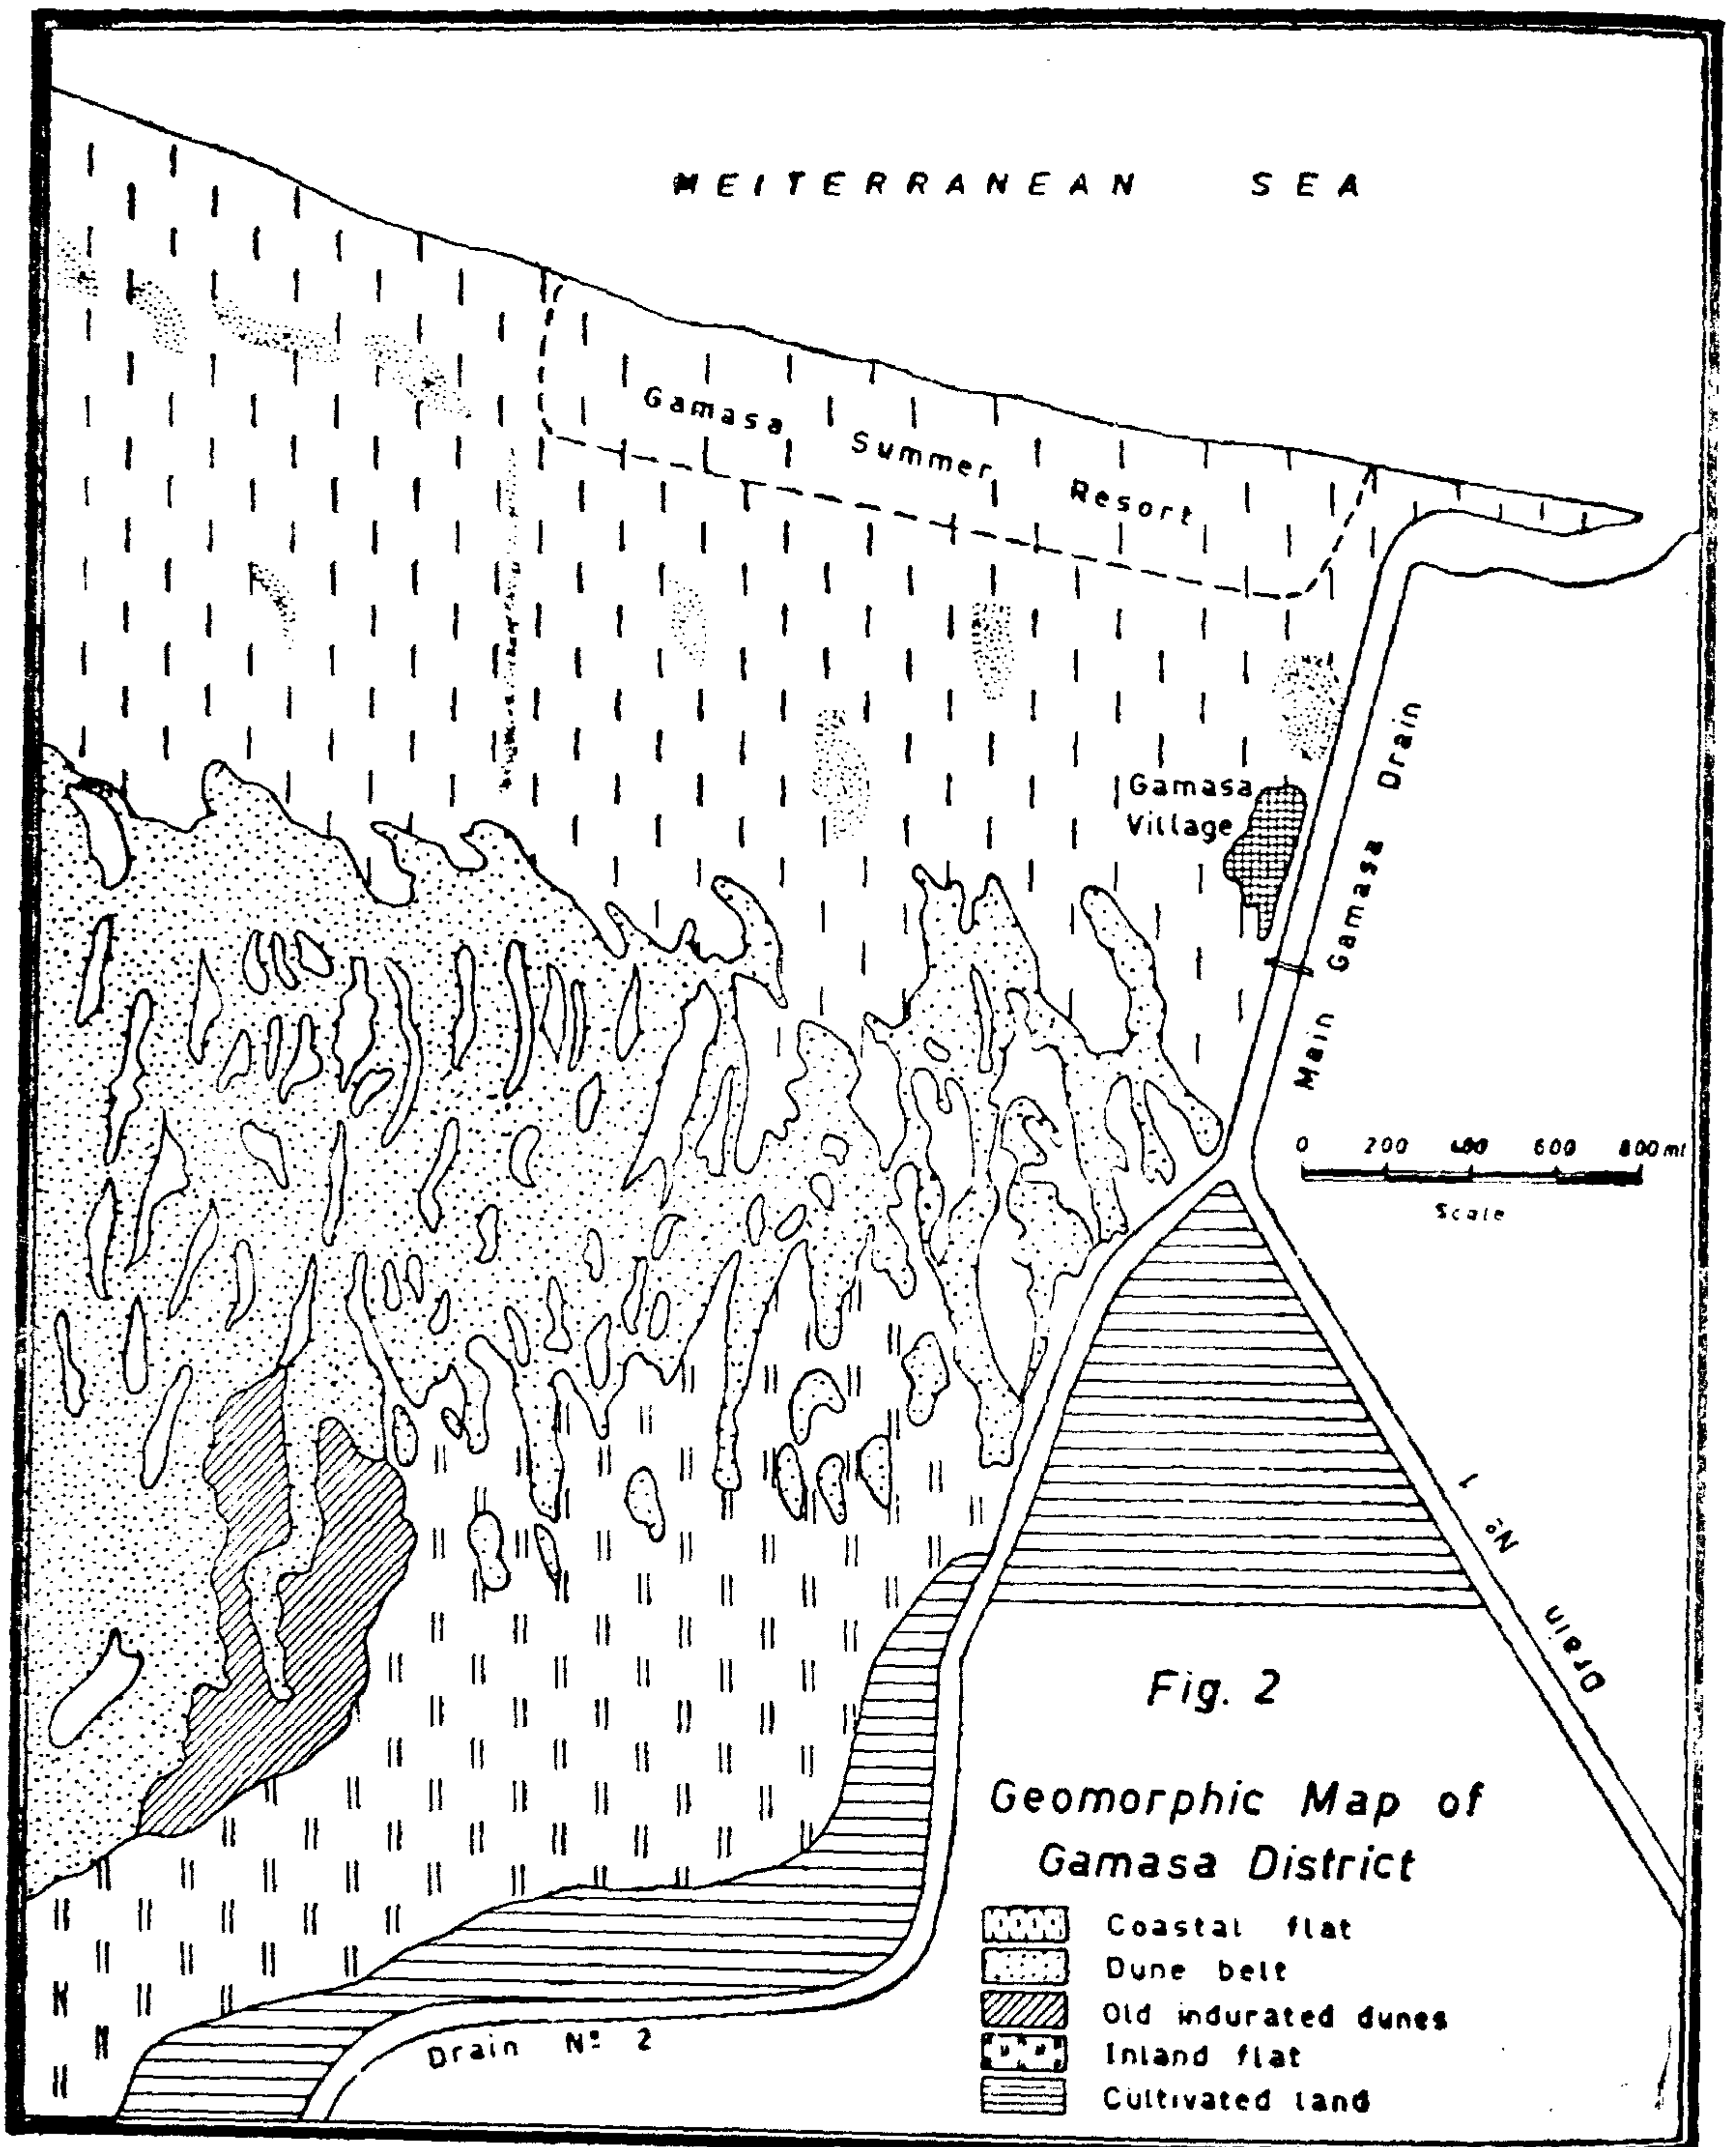 MEITERRANEAN SEA
Gamasa Summer Resort
Gamasa
Village
Main Gamasa Drain
0 200 400 600 800 mt
Scale
Drain Nº 1
Fig. 2
Geomorphic Map of
Gamasa District
Coastal flat
Dune belt
Old indurated dunes
Inland flat
Cultivated land
Drain Nº 2